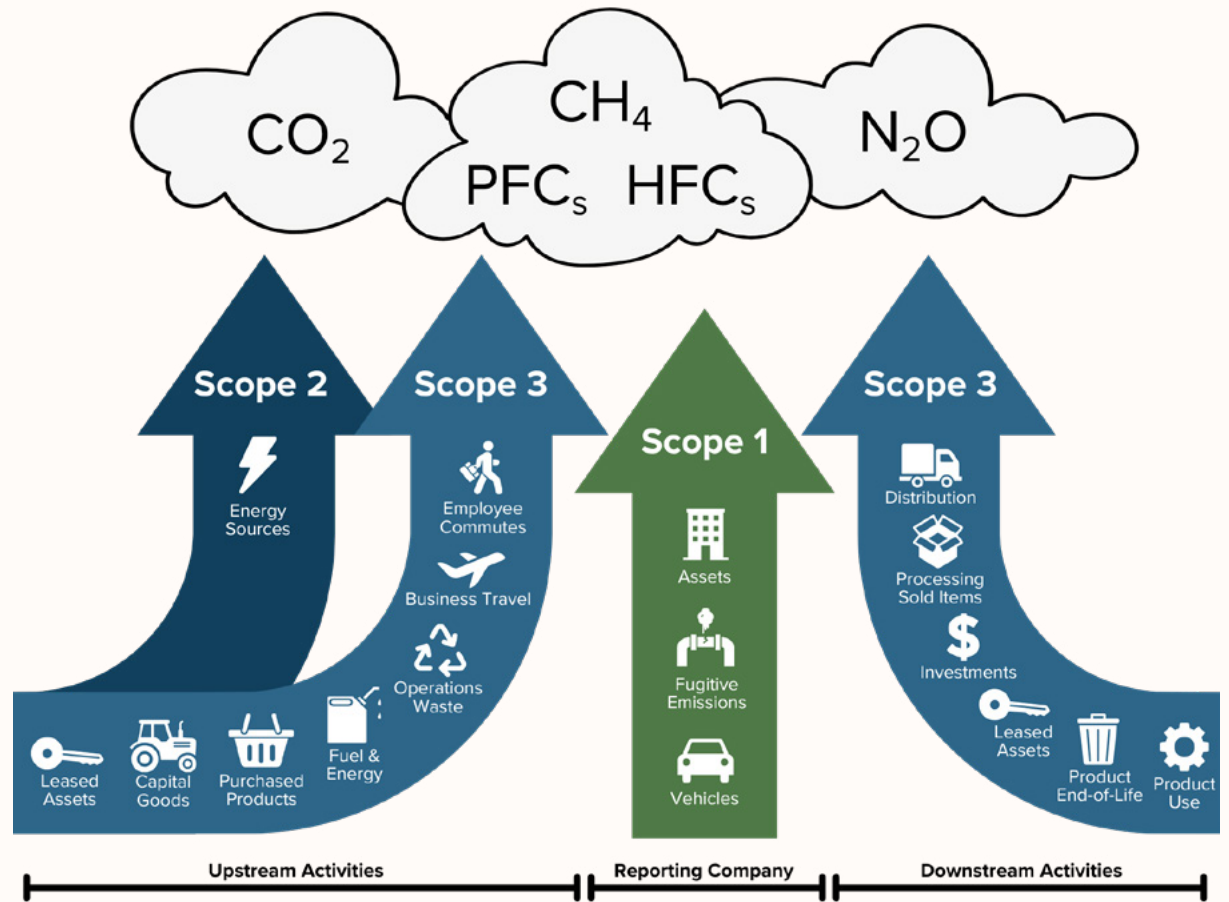 CO₂
CH₄
PFCₛ HFCₛ
N₂O
Scope 2
Energy
Sources
Scope 3
Employee
Commutes
Business Travel
Operations
Waste
Fuel &
Energy
Purchased
Products
Capital
Goods
Leased
Assets
Scope 1
Assets
Fugitive
Emissions
Vehicles
Scope 3
Distribution
Processing
Sold Items
Investments
Leased
Assets
Product
End-of-Life
Product
Use
Upstream Activities
Reporting Company
Downstream Activities